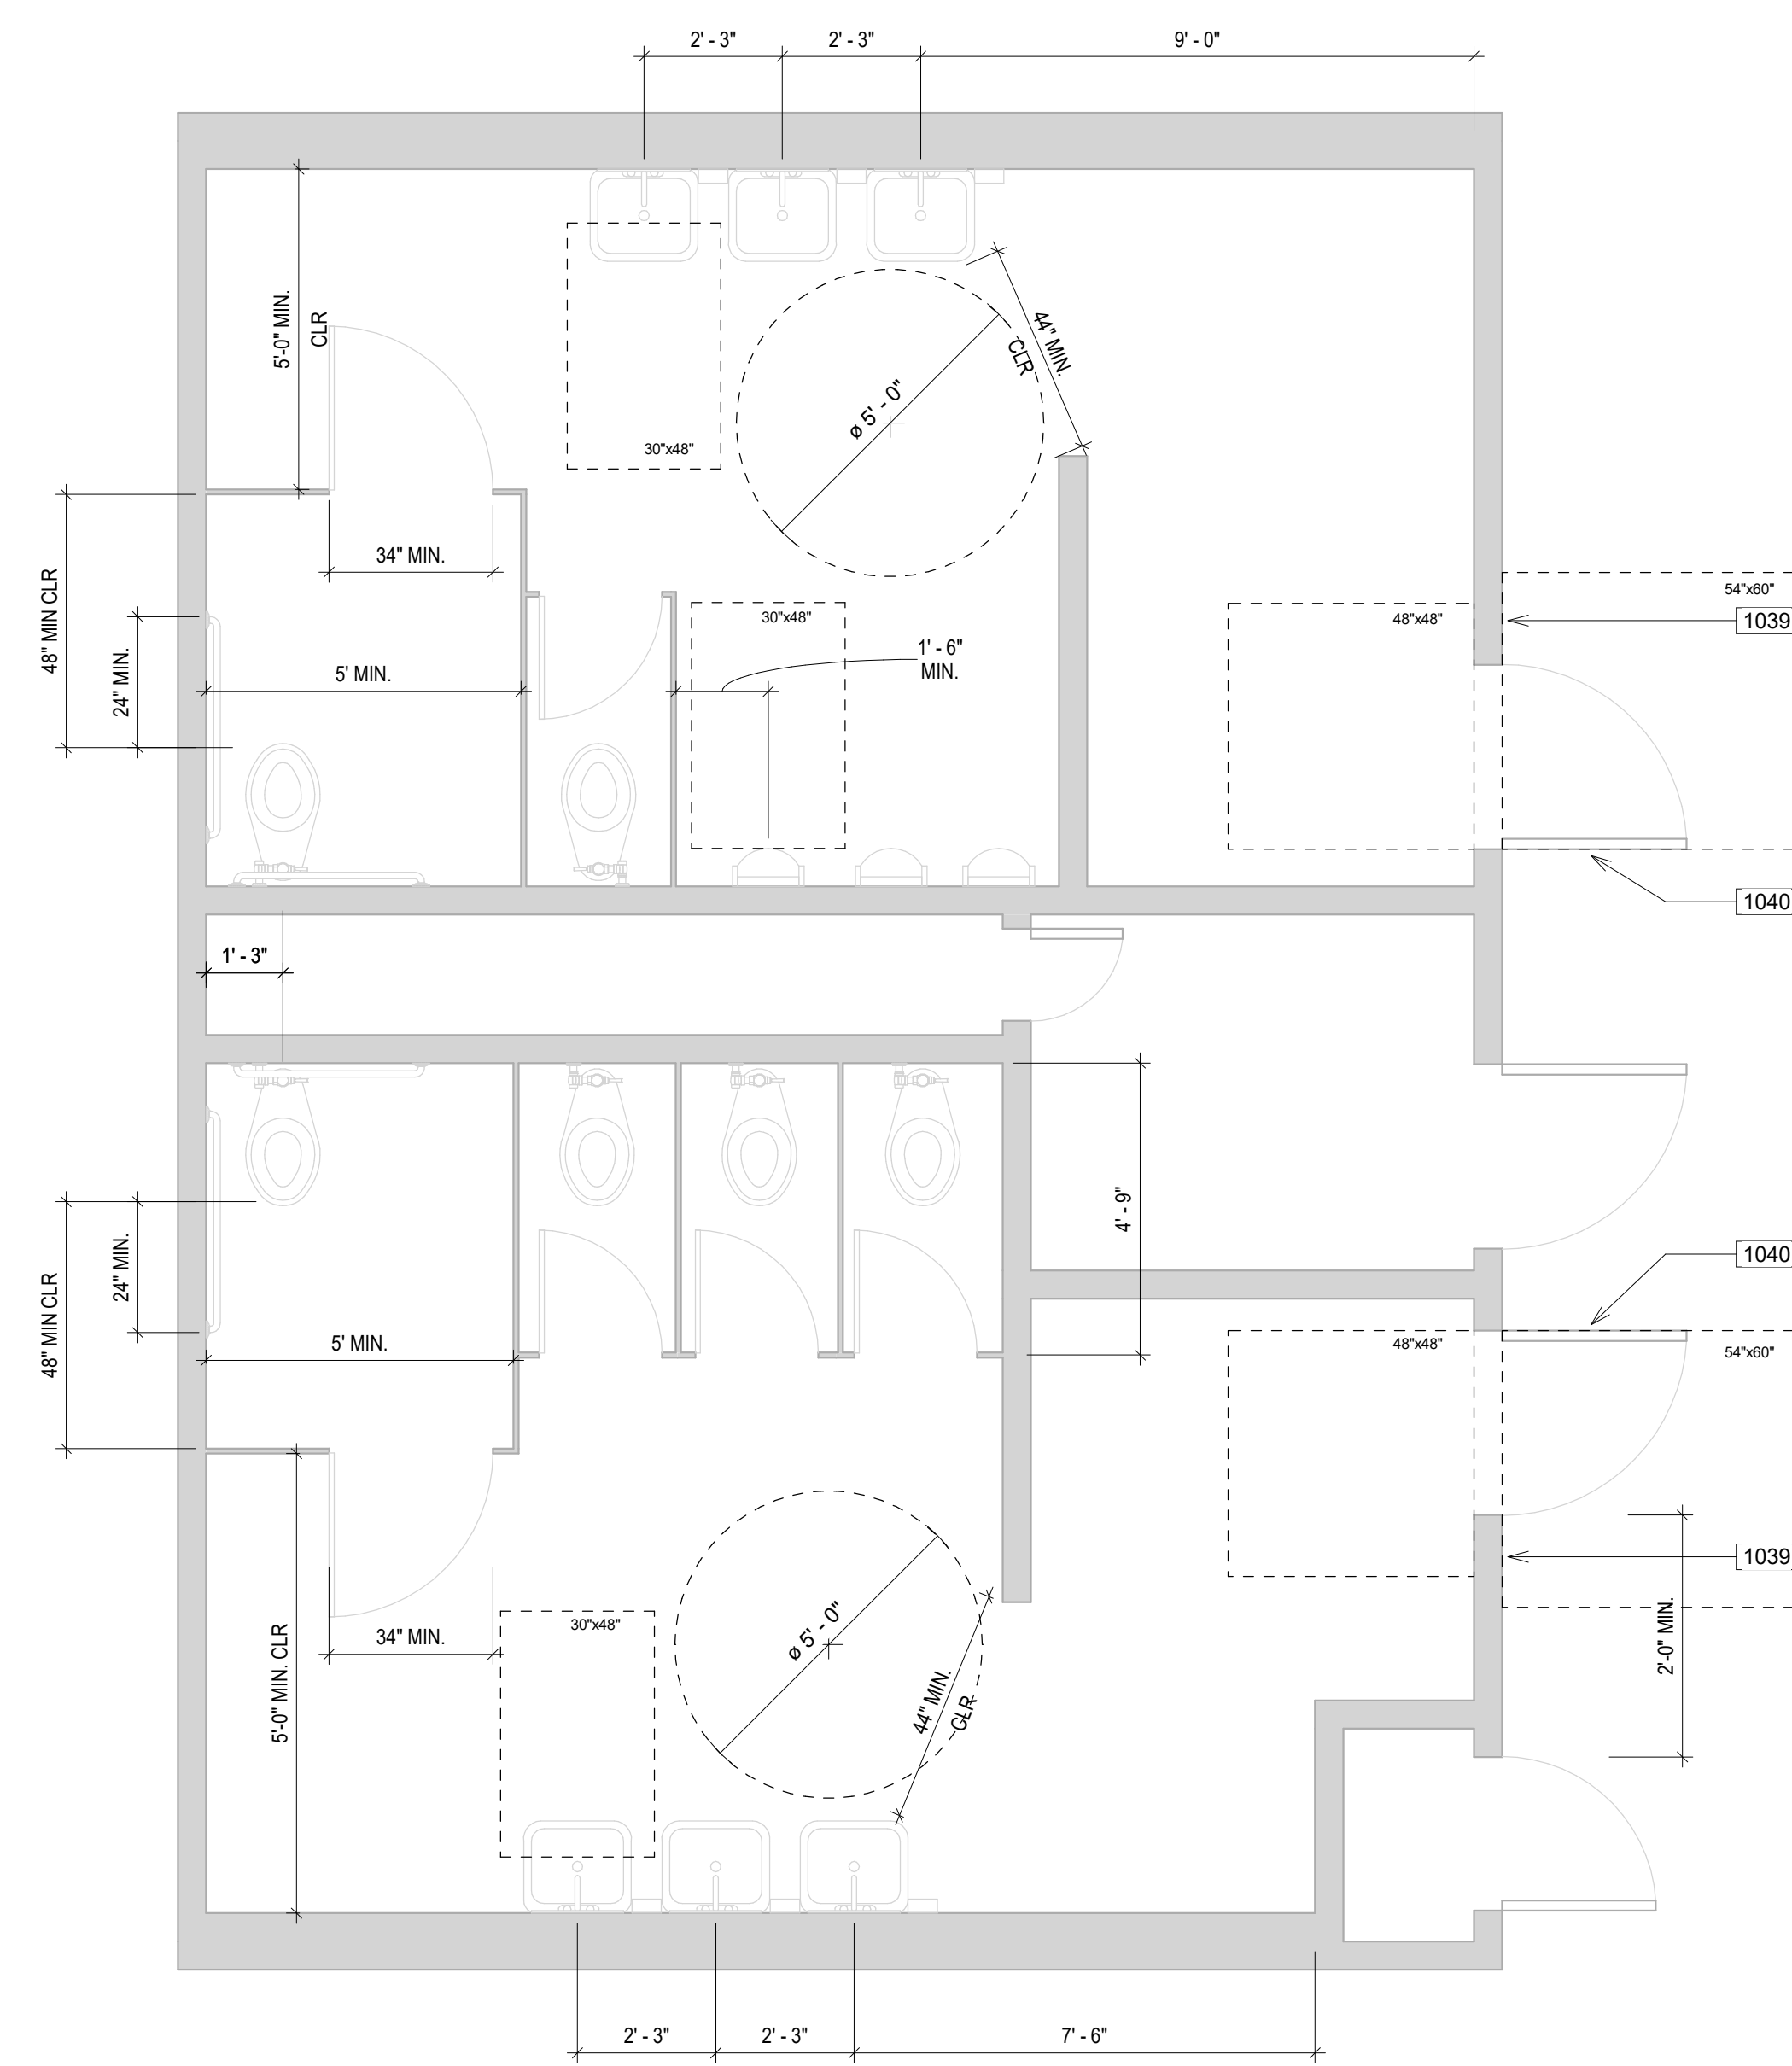 2' - 3"
2' - 3"
9' - 0"
5'-0" MIN.
CLR
44" MIN.
CLR
ø 5' - 0"
30"x48"
34" MIN.
48" MIN CLR
24" MIN.
5' MIN.
30"x48"
1' - 6"
MIN.
48"x48"
54"x60"
1039
1040
1' - 3"
4' - 9"
48" MIN CLR
24" MIN.
5' MIN.
1040
48"x48"
54"x60"
1039
2'-0" MIN.
30"x48"
ø 5' - 0"
34" MIN.
5'-0" MIN. CLR
44" MIN.
CLR
2' - 3"
2' - 3"
7' - 6"